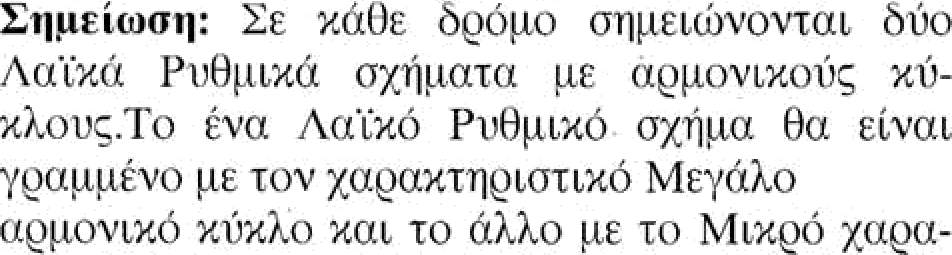 Σημείωση: Σε κάθε δρόμο σημειώνονται δύο
Λαϊκά Ρυθμικά σχήματα με αρμονικούς κύ-
κλους.Το ένα Λαϊκό Ρυθμικό σχήμα θα είναι
γραμμένο με τον χαρακτηριστικό Μεγάλο
αρμονικό κύκλο και το άλλο με το Μικρό χαρα-